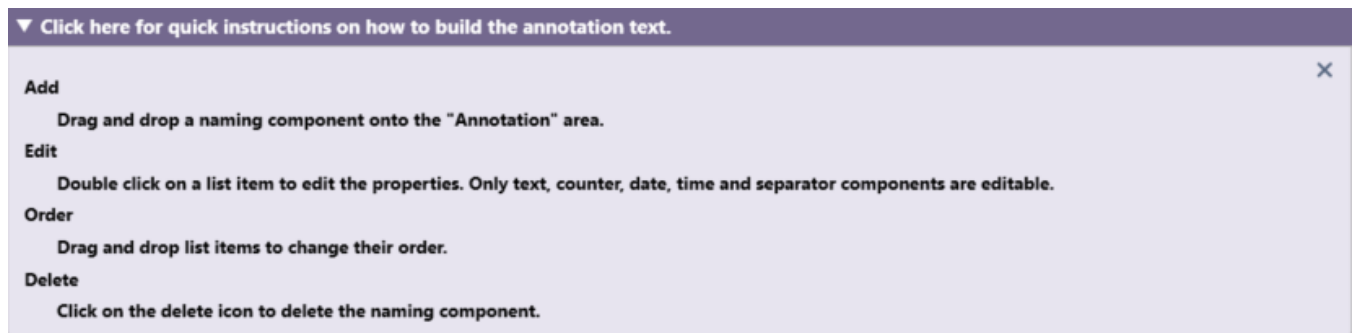 Click here for quick instructions on how to build the annotation text.
Add
Drag and drop a naming component onto the "Annotation" area.
Edit
Double click on a list item to edit the properties. Only text, counter, date, time and separator components are editable.
Order
Drag and drop list items to change their order.
Delete
Click on the delete icon to delete the naming component.